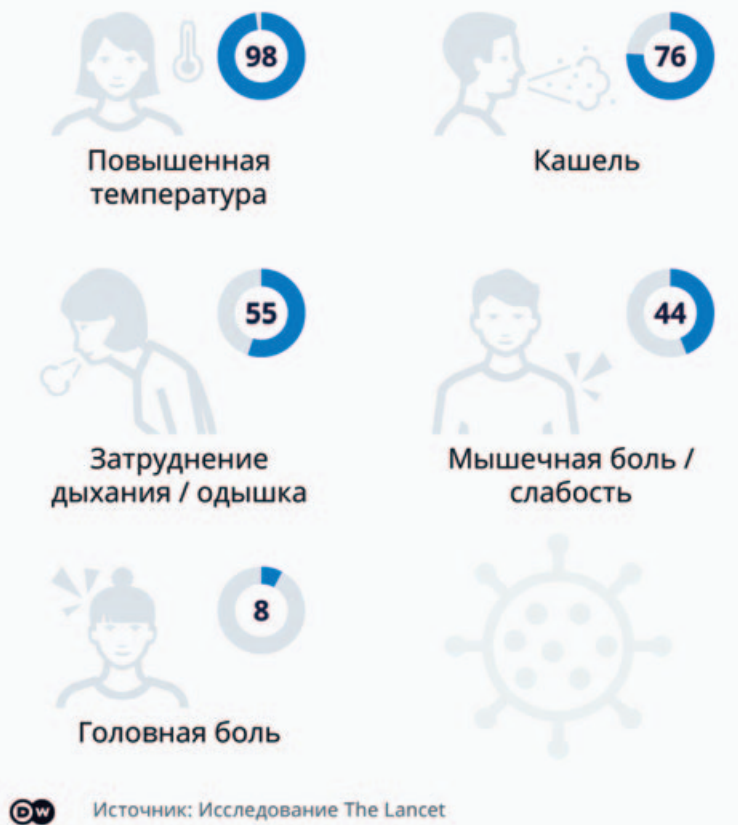 98
76
Повышенная
температура
Кашель
55
44
Затруднение
дыхания / одышка
Мышечная боль /
слабость
8
Головная боль
DW Источник: Исследование The Lancet